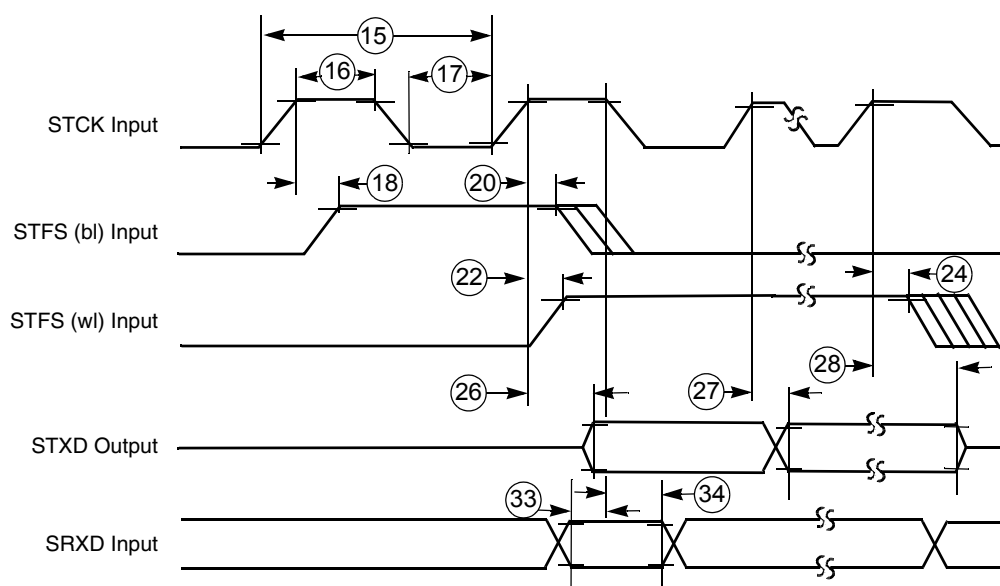 15
16
17
STCK Input
18
20
STFS (bl) Input
22
24
STFS (wl) Input
26
27
28
STXD Output
33
34
SRXD Input